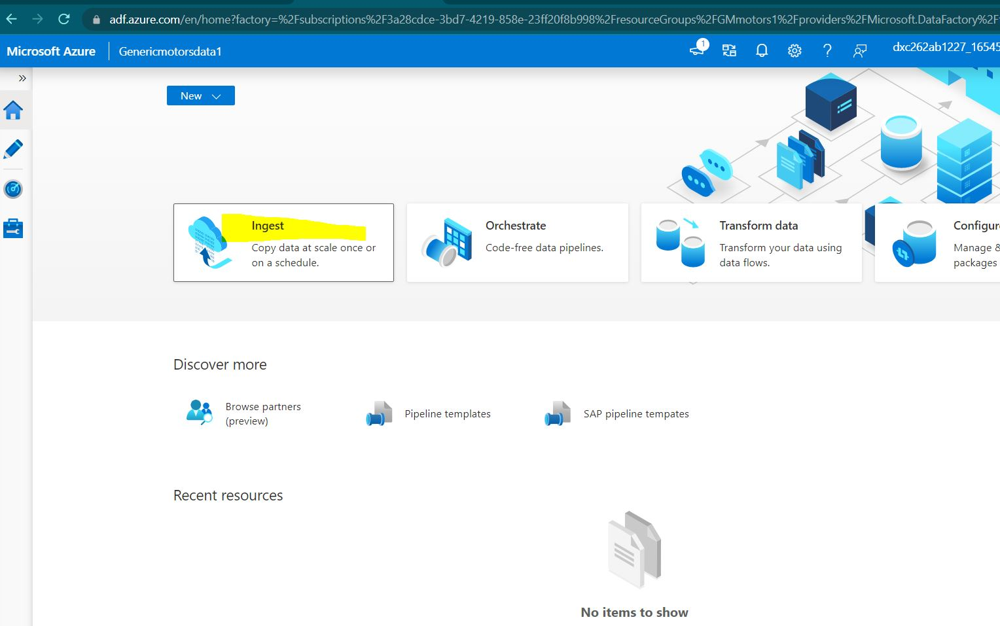 adf.azure.com/en/home?factory=%2Fsubscriptions%2F3a28cdce-3bd7-4219-858e-23ff20f8b998%2FresourceGroups%2FGMmotors1%2Fproviders%2FMicrosoft.DataFactory%2F
Microsoft Azure
Genericmotorsdata1
1
dxc262ab1227_16545
New
Ingest
Copy data at scale once or
on a schedule.
Orchestrate
Code-free data pipelines.
Transform data
Transform your data using
data flows.
Configur
Manage &
packages
Discover more
Browse partners
(preview)
Pipeline templates
SAP pipeline tempates
Recent resources
No items to show